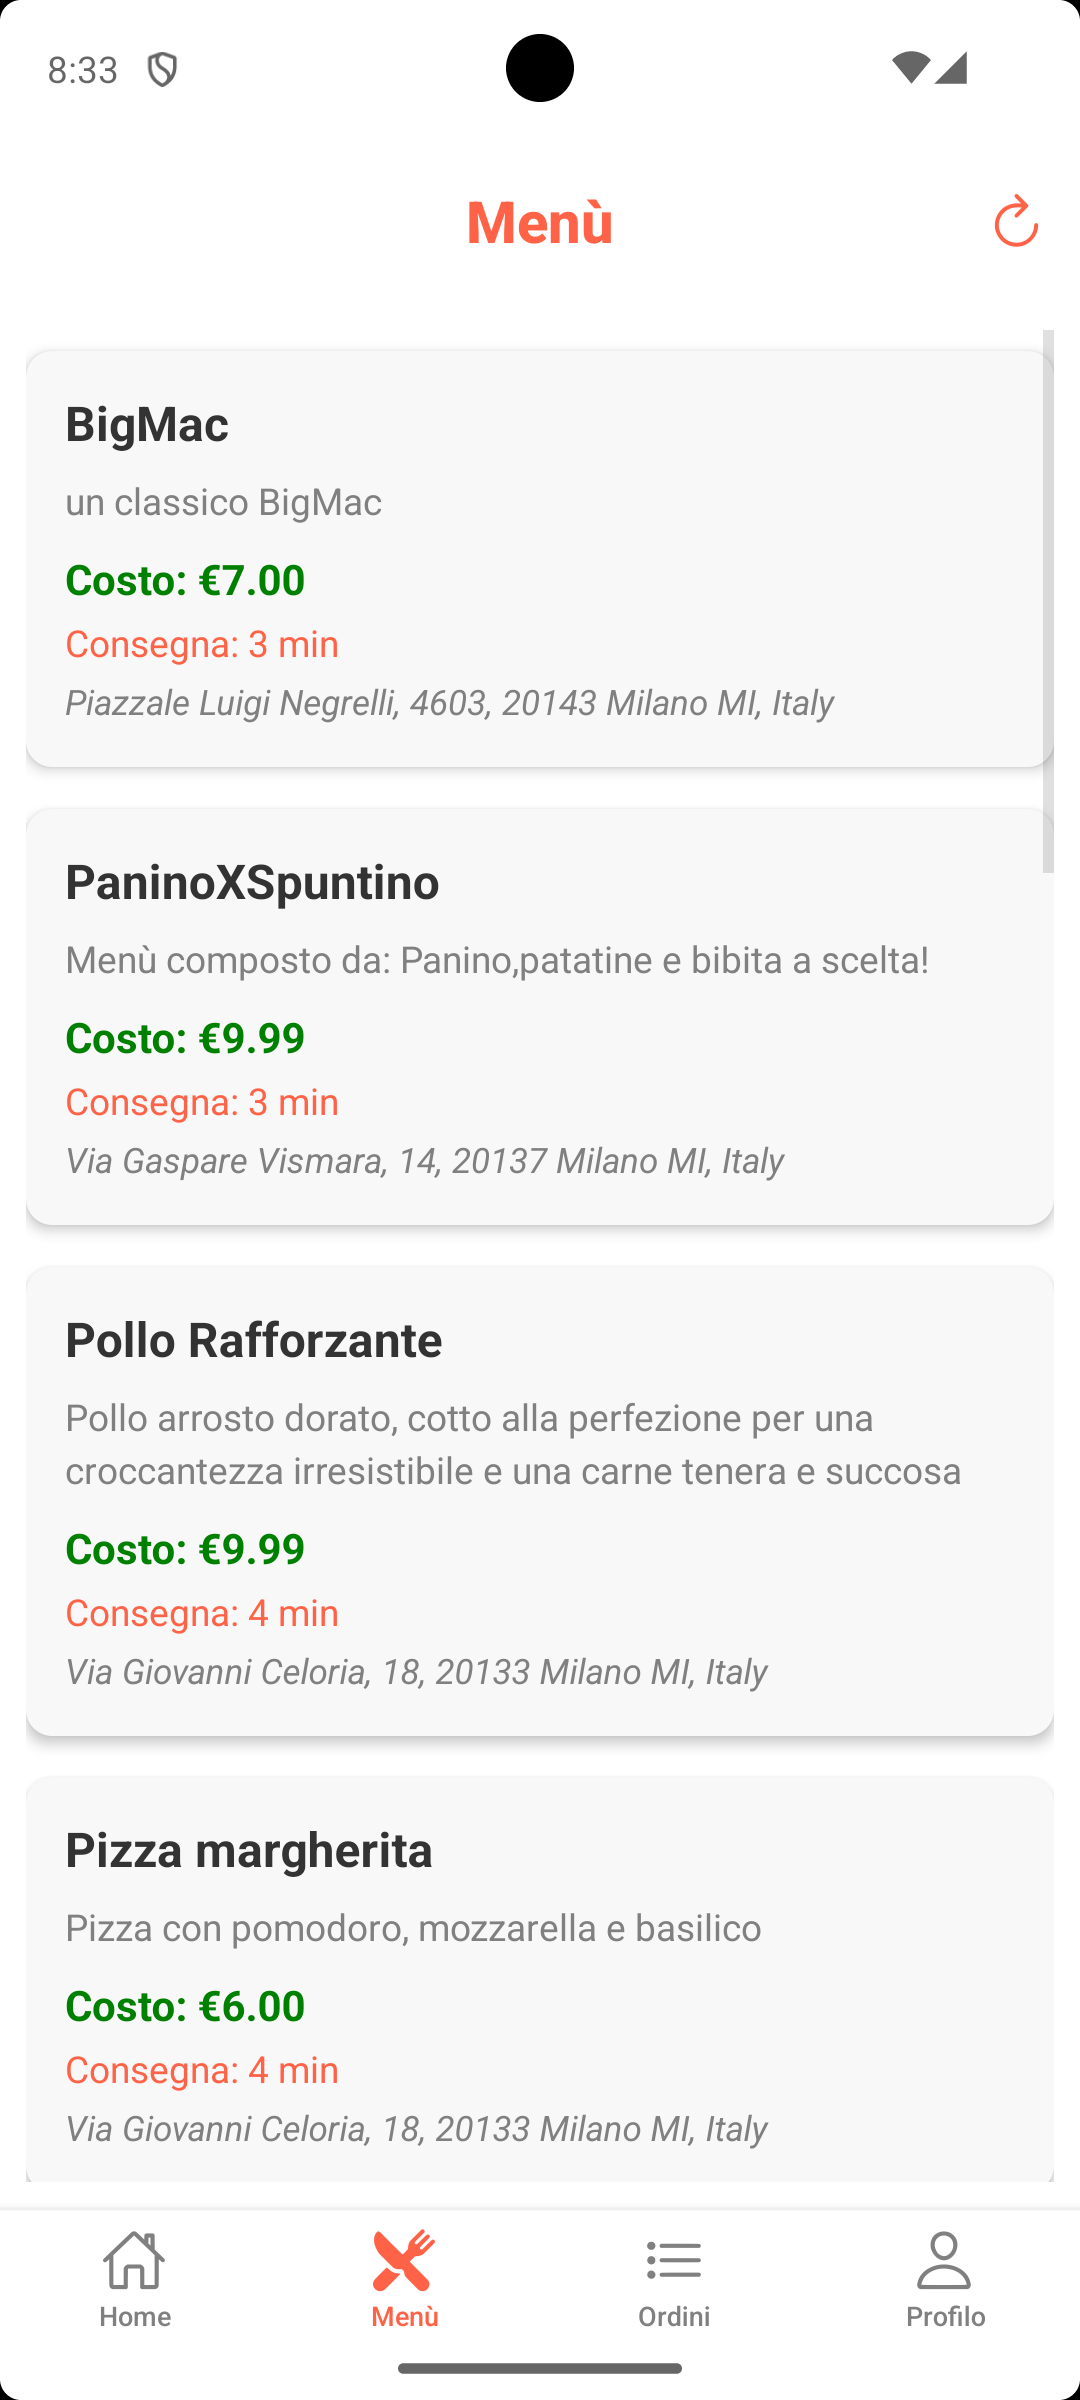 8:33
Menù
BigMac
un classico BigMac
Costo: €7.00
Consegna: 3 min
Piazzale Luigi Negrelli, 4603, 20143 Milano MI, Italy
PaninoXSpuntino
Menù composto da: Panino,patatine e bibita a scelta!
Costo: €9.99
Consegna: 3 min
Via Gaspare Vismara, 14, 20137 Milano MI, Italy
Pollo Rafforzante
Pollo arrosto dorato, cotto alla perfezione per una
croccantezza irresistibile e una carne tenera e succosa
Costo: €9.99
Consegna: 4 min
Via Giovanni Celoria, 18, 20133 Milano MI, Italy
Pizza margherita
Pizza con pomodoro, mozzarella e basilico
Costo: €6.00
Consegna: 4 min
Via Giovanni Celoria, 18, 20133 Milano MI, Italy
Home
Menù
Ordini
Profilo